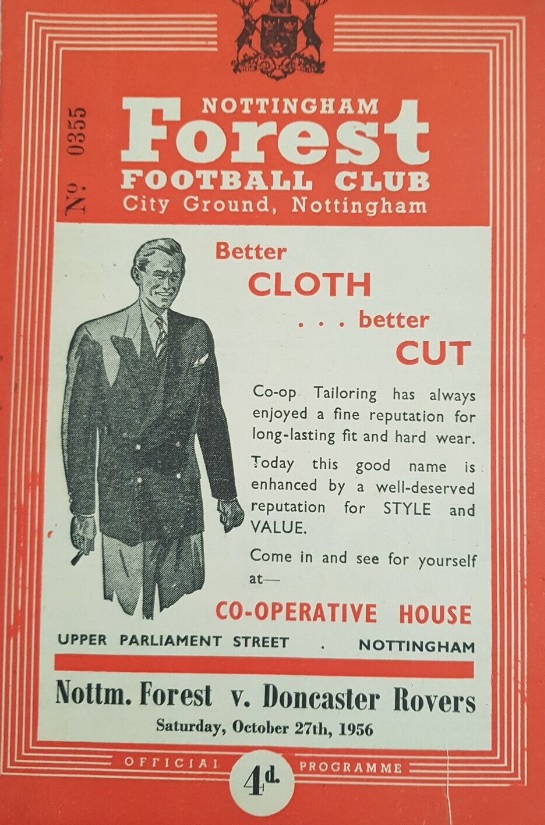 Nº 0355
NOTTINGHAM
Forest
FOOTBALL CLUB
City Ground, Nottingham
Better
CLOTH
. . . better
CUT
Co-op Tailoring has always
enjoyed a fine reputation for
long-lasting fit and hard wear.
Today this good name is
enhanced by a well-deserved
reputation for STYLE and
VALUE.
Come in and see for yourself
at—
CO-OPERATIVE HOUSE
UPPER PARLIAMENT STREET . NOTTINGHAM
Nottm. Forest v. Doncaster Rovers
Saturday, October 27th, 1956
OFFICIAL 4d. PROGRAMME